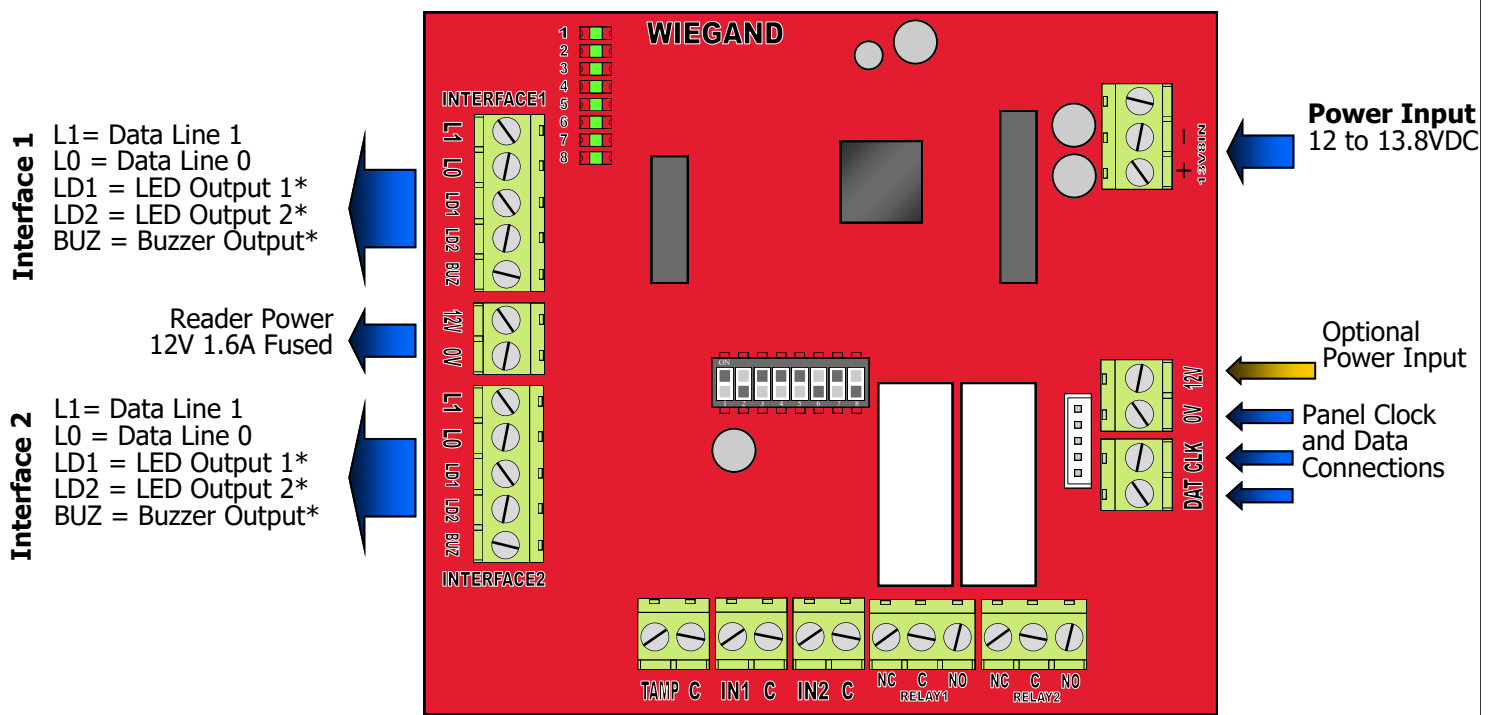 WIEGAND
1
2
3
4
5
6
7
8
INTERFACE1
L1
L0
LD1
LD2
BUZ
12V
0V
L1
L0
LD1
LD2
BUZ
INTERFACE2
Interface 1
L1= Data Line 1
L0 = Data Line 0
LD1 = LED Output 1*
LD2 = LED Output 2*
BUZ = Buzzer Output*
Reader Power
12V 1.6A Fused
Interface 2
L1= Data Line 1
L0 = Data Line 0
LD1 = LED Output 1*
LD2 = LED Output 2*
BUZ = Buzzer Output*
ON
1 2 3 4 5 6 7 8
+ –
13V8IN
Power Input
12 to 13.8VDC
Optional
Power Input
0V 12V
Panel Clock
and Data
Connections
DAT CLK
TAMP C IN1 C IN2 C
NC C NO
RELAY1
NC C NO
RELAY2